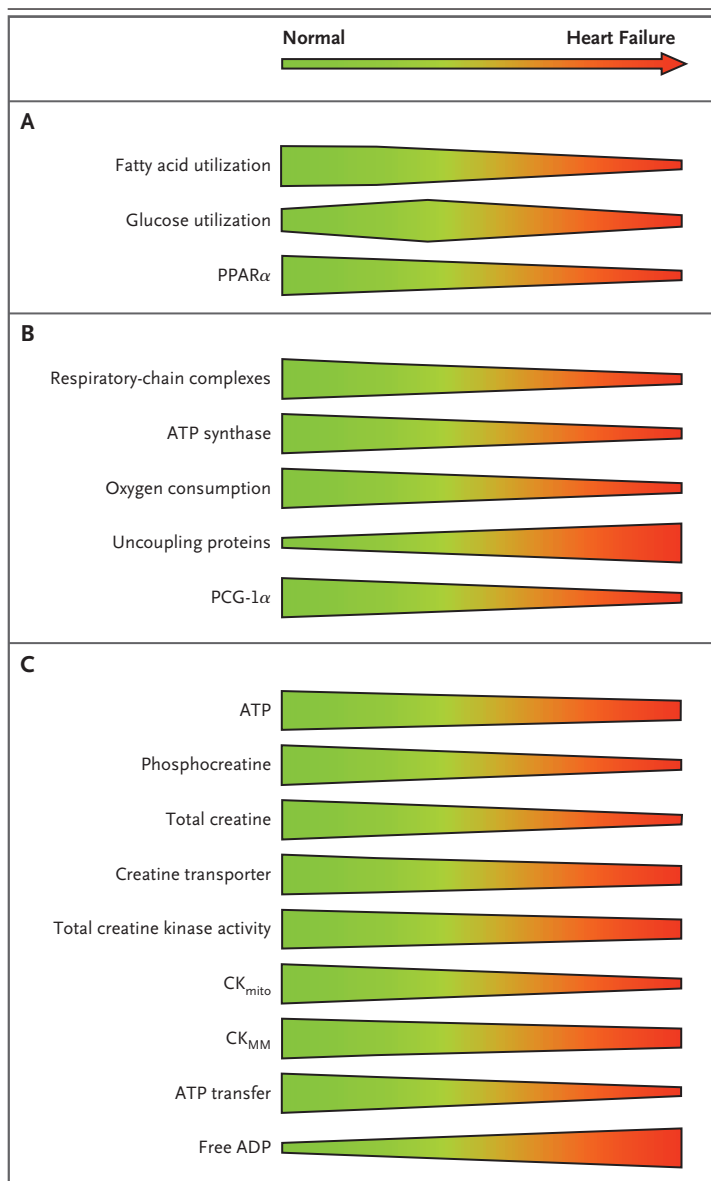 Normal Heart Failure
A
Fatty acid utilization
Glucose utilization
PPARα
B
Respiratory-chain complexes
ATP synthase
Oxygen consumption
Uncoupling proteins
PCG-1α
C
ATP
Phosphocreatine
Total creatine
Creatine transporter
Total creatine kinase activity
CKmito
CKMM
ATP transfer
Free ADP